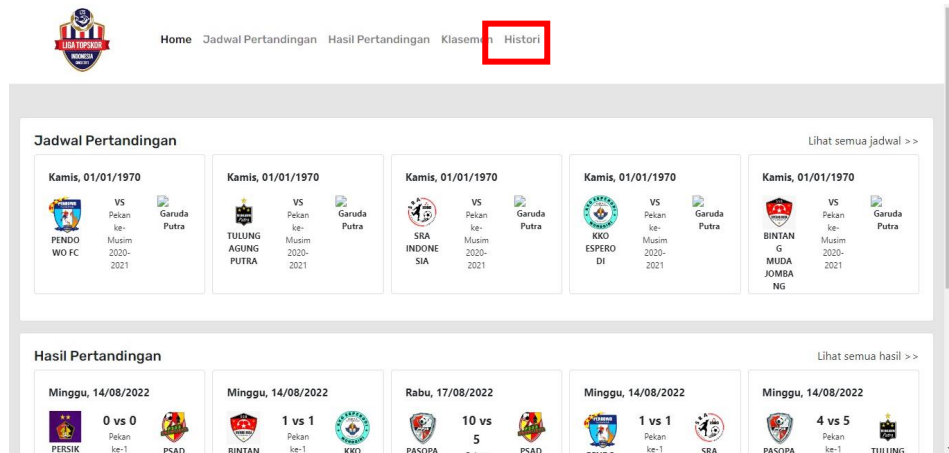 LIGA TOPSKOR
INDONESIA
Home Jadwal Pertandingan Hasil Pertandingan Klasemen Histori
Jadwal Pertandingan Lihat semua jadwal >>
Kamis, 01/01/1970
VS
Pekan
ke-
Musim
2020-
2021
PENDO
WO FC
Garuda
Putra
Kamis, 01/01/1970
VS
Pekan
ke-
Musim
2020-
2021
TULUNG
AGUNG
PUTRA
Garuda
Putra
Kamis, 01/01/1970
VS
Pekan
ke-
Musim
2020-
2021
SRA
INDONE
SIA
Garuda
Putra
Kamis, 01/01/1970
VS
Pekan
ke-
Musim
2020-
2021
KKO
ESPERO
DI
Garuda
Putra
Kamis, 01/01/1970
VS
Pekan
ke-
Musim
2020-
2021
BINTAN
G
MUDA
JOMBA
NG
Garuda
Putra
Hasil Pertandingan Lihat semua hasil >>
Minggu, 14/08/2022
0 vs 0
Pekan
ke-1
PERSIK
PSAD
Minggu, 14/08/2022
1 vs 1
Pekan
ke-1
BINTAN
KKO
Rabu, 17/08/2022
10 vs
5
PASOPA
PSAD
Minggu, 14/08/2022
1 vs 1
Pekan
ke-1
SRA
Minggu, 14/08/2022
4 vs 5
Pekan
ke-1
PASOPA
TULUNG